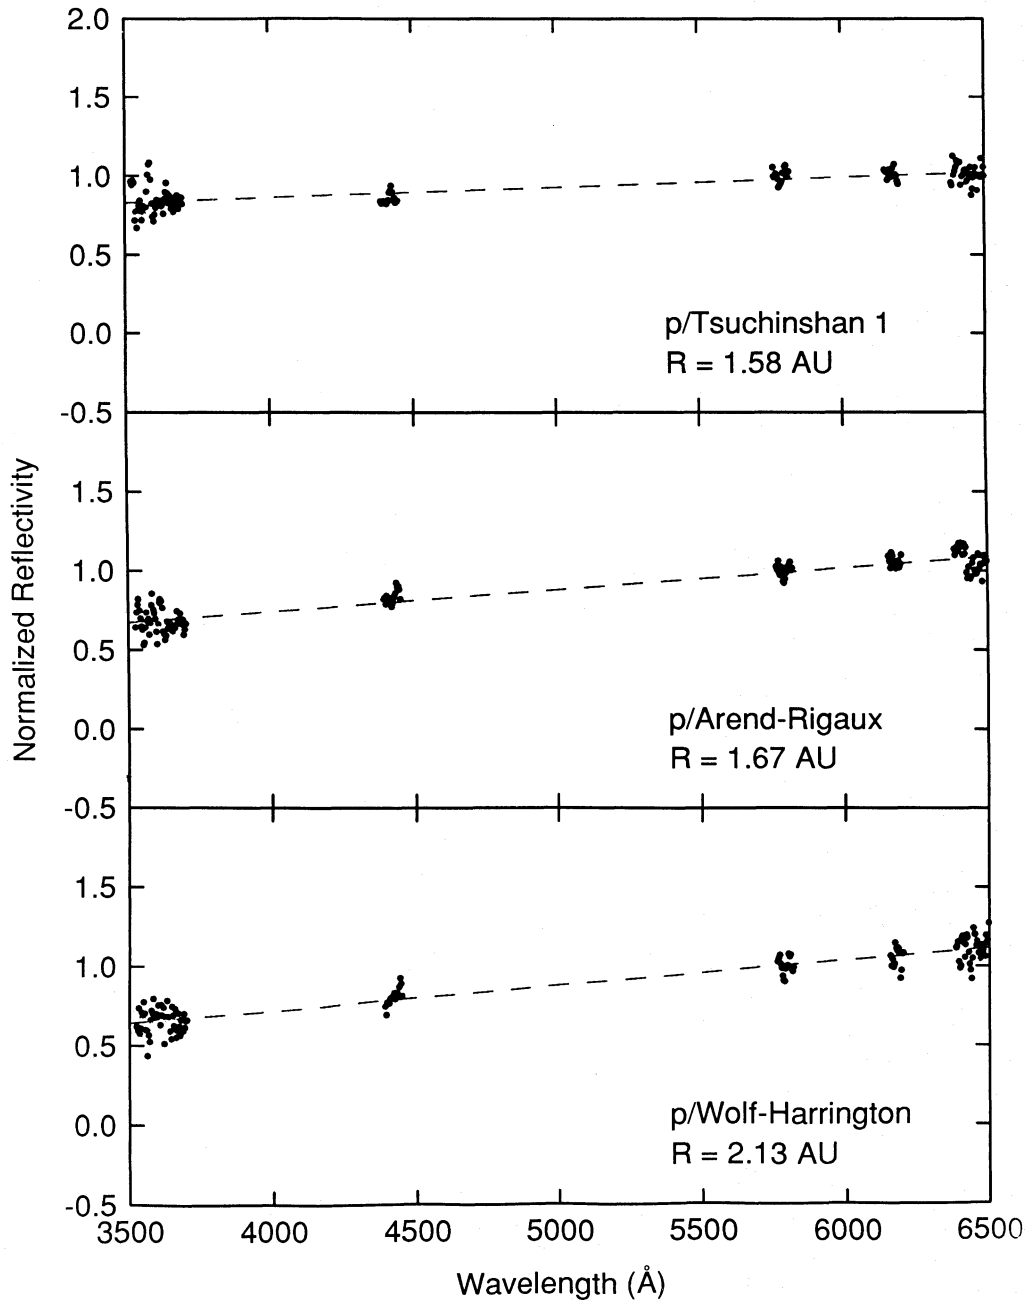 2.0
1.5
1.0
0.5
0.0
-0.5
p/Tsuchinshan 1
R = 1.58 AU
1.5
1.0
0.5
0.0
-0.5
p/Arend-Rigaux
R = 1.67 AU
1.5
1.0
0.5
0.0
-0.5
p/Wolf-Harrington
R = 2.13 AU
Normalized Reflectivity
3500 4000 4500 5000 5500 6000 6500
Wavelength (Å)